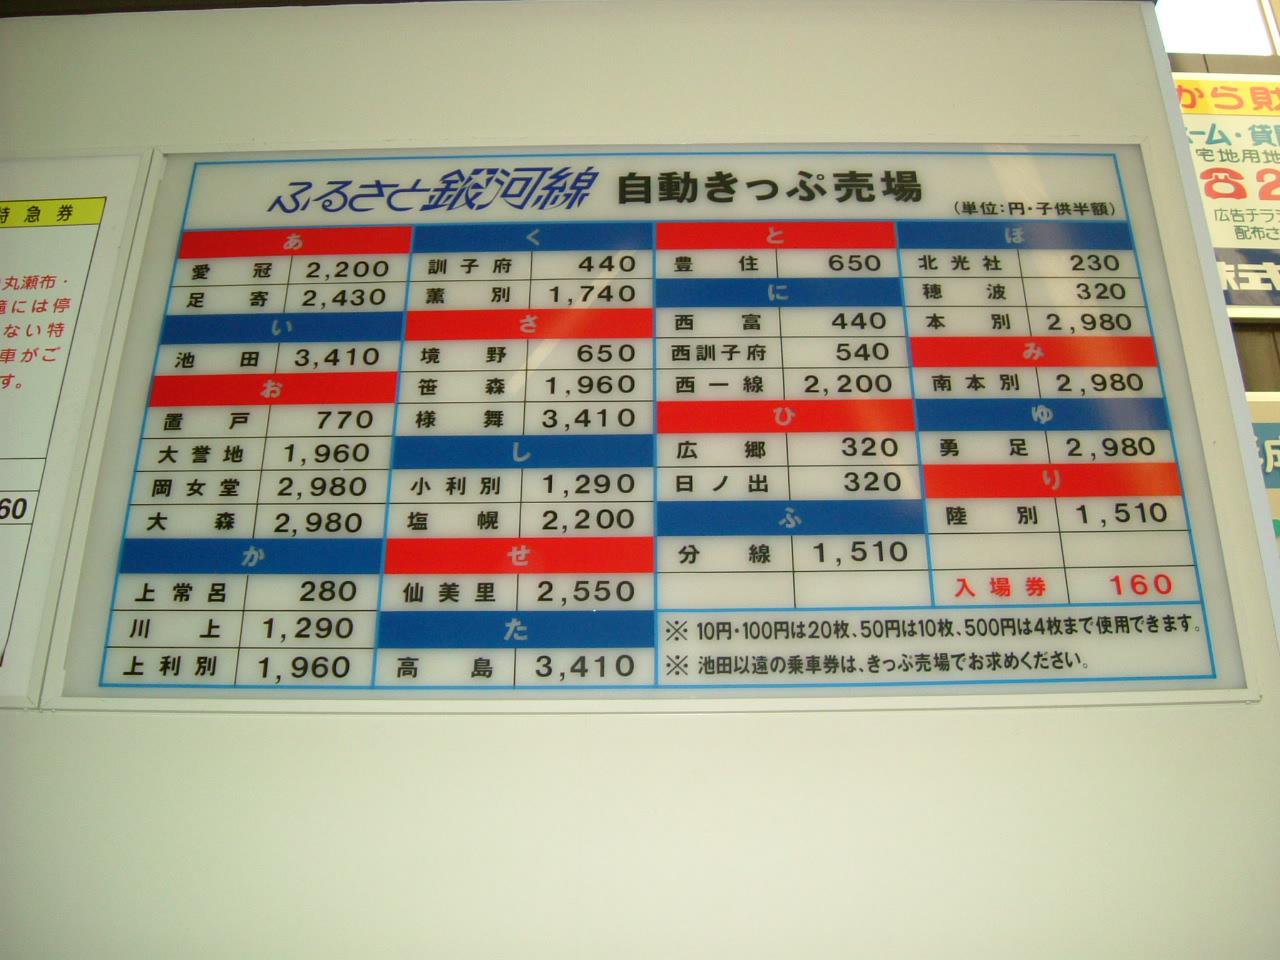 特急券
丸瀬布・
滝には停
ない特
車がご
す。
60
ふるさと銀河線 自動きっぷ売場
(単位:円・子供半額)
あ
愛冠 2,200
足寄 2,430
い
池田 3,410
お
置戸 770
大誉地 1,960
岡女堂 2,980
大森 2,980
か
上常呂 280
川上 1,290
上利別 1,960
く
訓子府 440
薫別 1,740
さ
境野 650
笹森 1,960
様舞 3,410
し
小利別 1,290
塩幌 2,200
せ
仙美里 2,550
た
高島 3,410
と
豊住 650
に
西富 440
西訓子府 540
西一線 2,200
ひ
広郷 320
日ノ出 320
ふ
分線 1,510
ほ
北光社 230
穂波 320
本別 2,980
み
南本別 2,980
ゆ
勇足 2,980
り
陸別 1,510
入場券 160
※ 10円・100円は20枚、50円は10枚、500円は4枚まで使用できます。
※ 池田以遠の乗車券は、きっぷ売場でお求めください。
から財
ホーム・貸
宅地用地
☎2
広告チラ
配布さ
株式